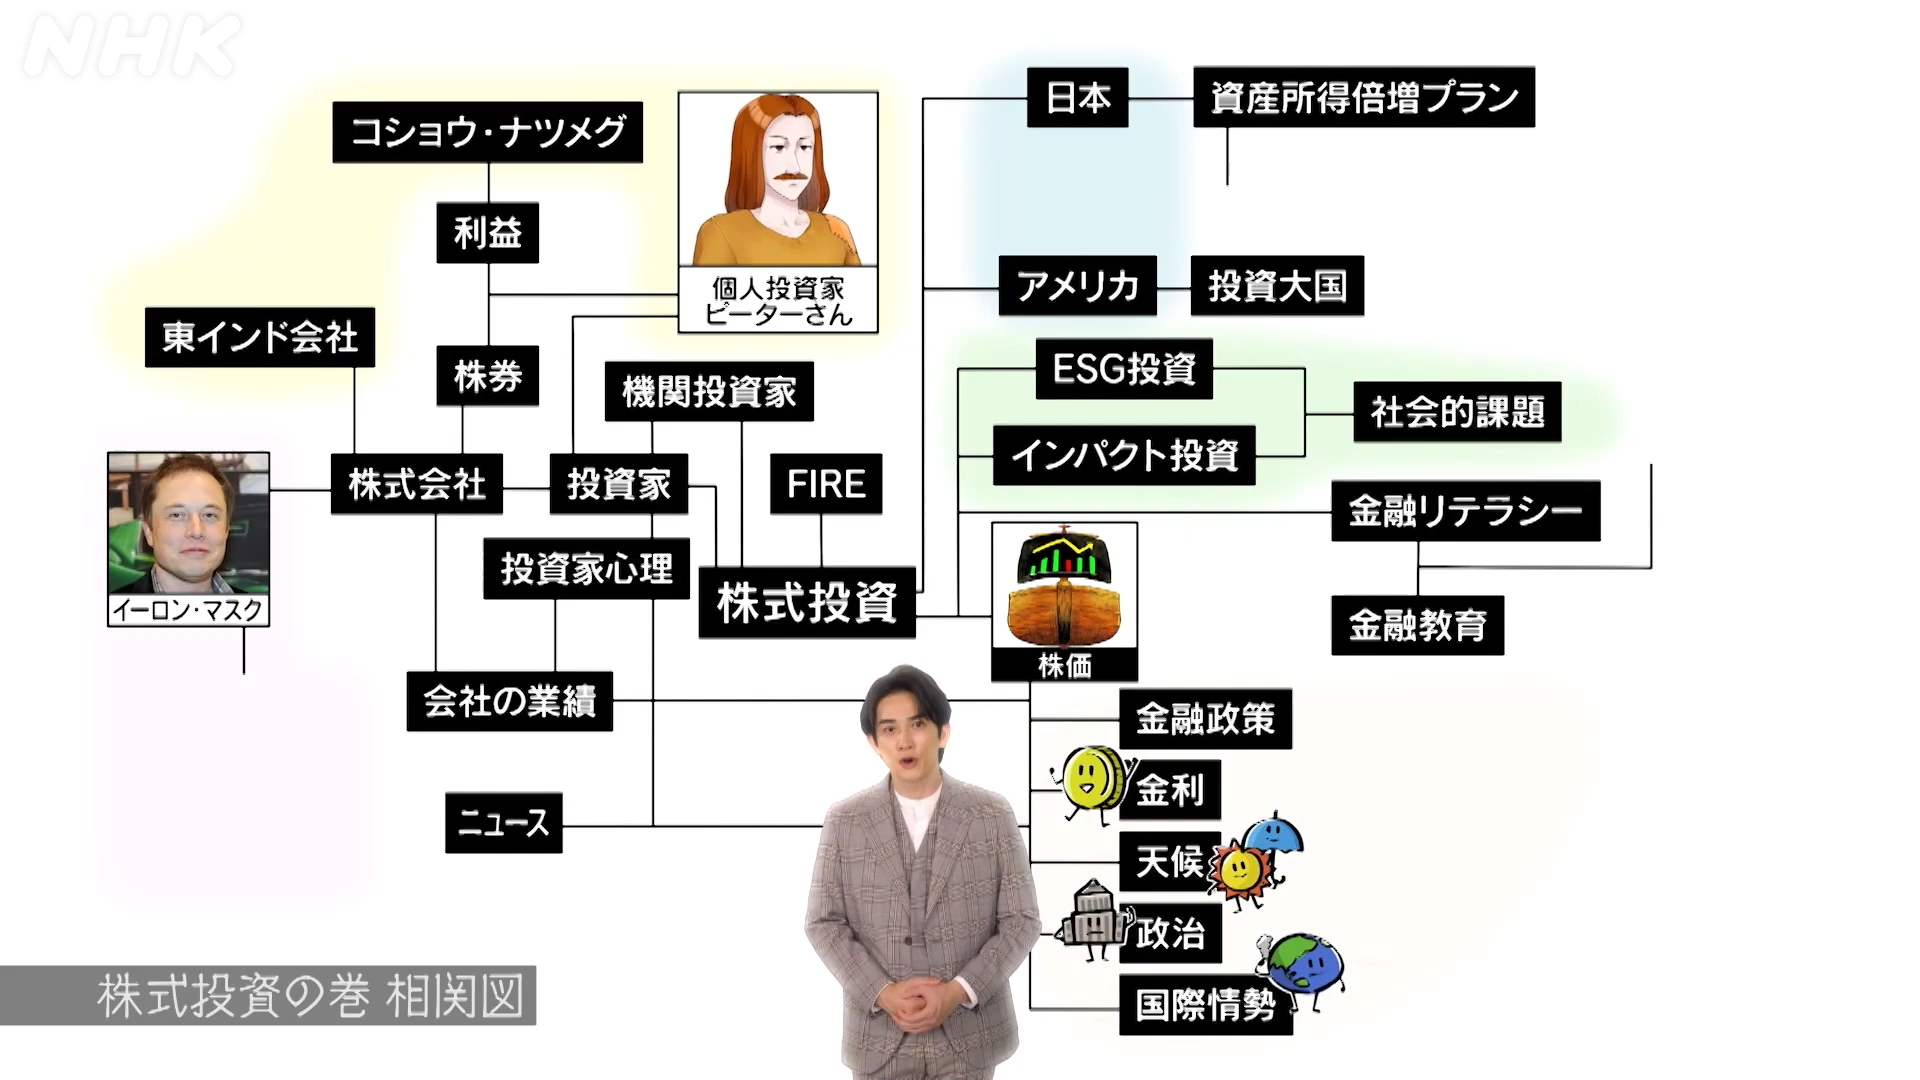 NHK
コショウ・ナツメグ
日本
資産所得倍増プラン
利益
個人投資家
ピーターさん
アメリカ
投資大国
東インド会社
株券
機関投資家
ESG投資
社会的課題
インパクト投資
株式会社
投資家
FIRE
金融リテラシー
投資家心理
株式投資
イーロン・マスク
金融教育
株価
会社の業績
金融政策
金利
ニュース
天候
政治
国際情勢
株式投資の巻 相関図